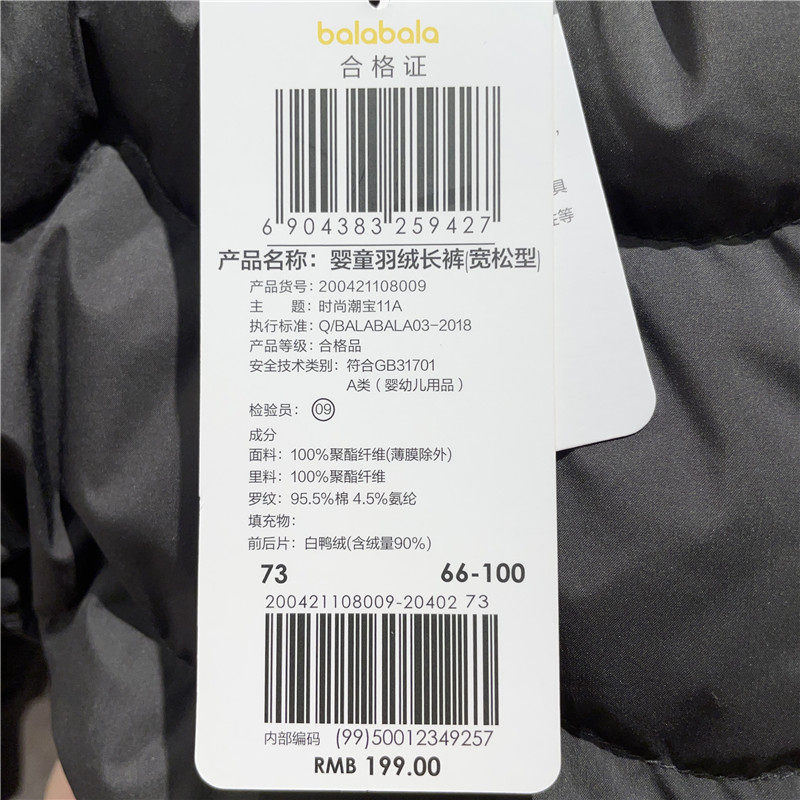 balabala
合格证
6 904383 259427
产品名称：婴童羽绒长裤(宽松型)
产品货号：200421108009
主 题：时尚潮宝11A
执行标准：Q/BALABALA03-2018
产品等级：合格品
安全技术类别：符合GB31701
A类（婴幼儿用品）
检验员：09
成分
面料：100%聚酯纤维(薄膜除外)
里料：100%聚酯纤维
罗纹：95.5%棉 4.5%氨纶
填充物：
前后片：白鸭绒(含绒量90%)
73 66-100
200421108009-20402 73
内部编码 (99)50012349257
RMB 199.00
具
等